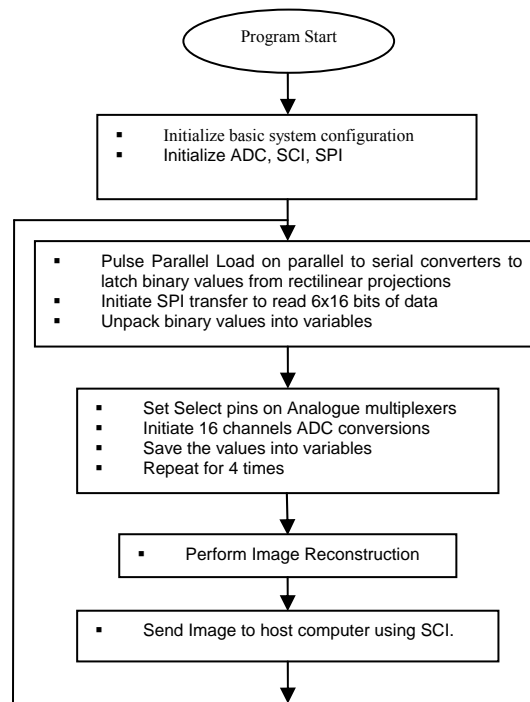 Program Start
▪ Initialize basic system configuration
▪ Initialize ADC, SCI, SPI
▪ Pulse Parallel Load on parallel to serial converters to
latch binary values from rectilinear projections
▪ Initiate SPI transfer to read 6x16 bits of data
▪ Unpack binary values into variables
▪ Set Select pins on Analogue multiplexers
▪ Initiate 16 channels ADC conversions
▪ Save the values into variables
▪ Repeat for 4 times
▪ Perform Image Reconstruction
▪ Send Image to host computer using SCI.